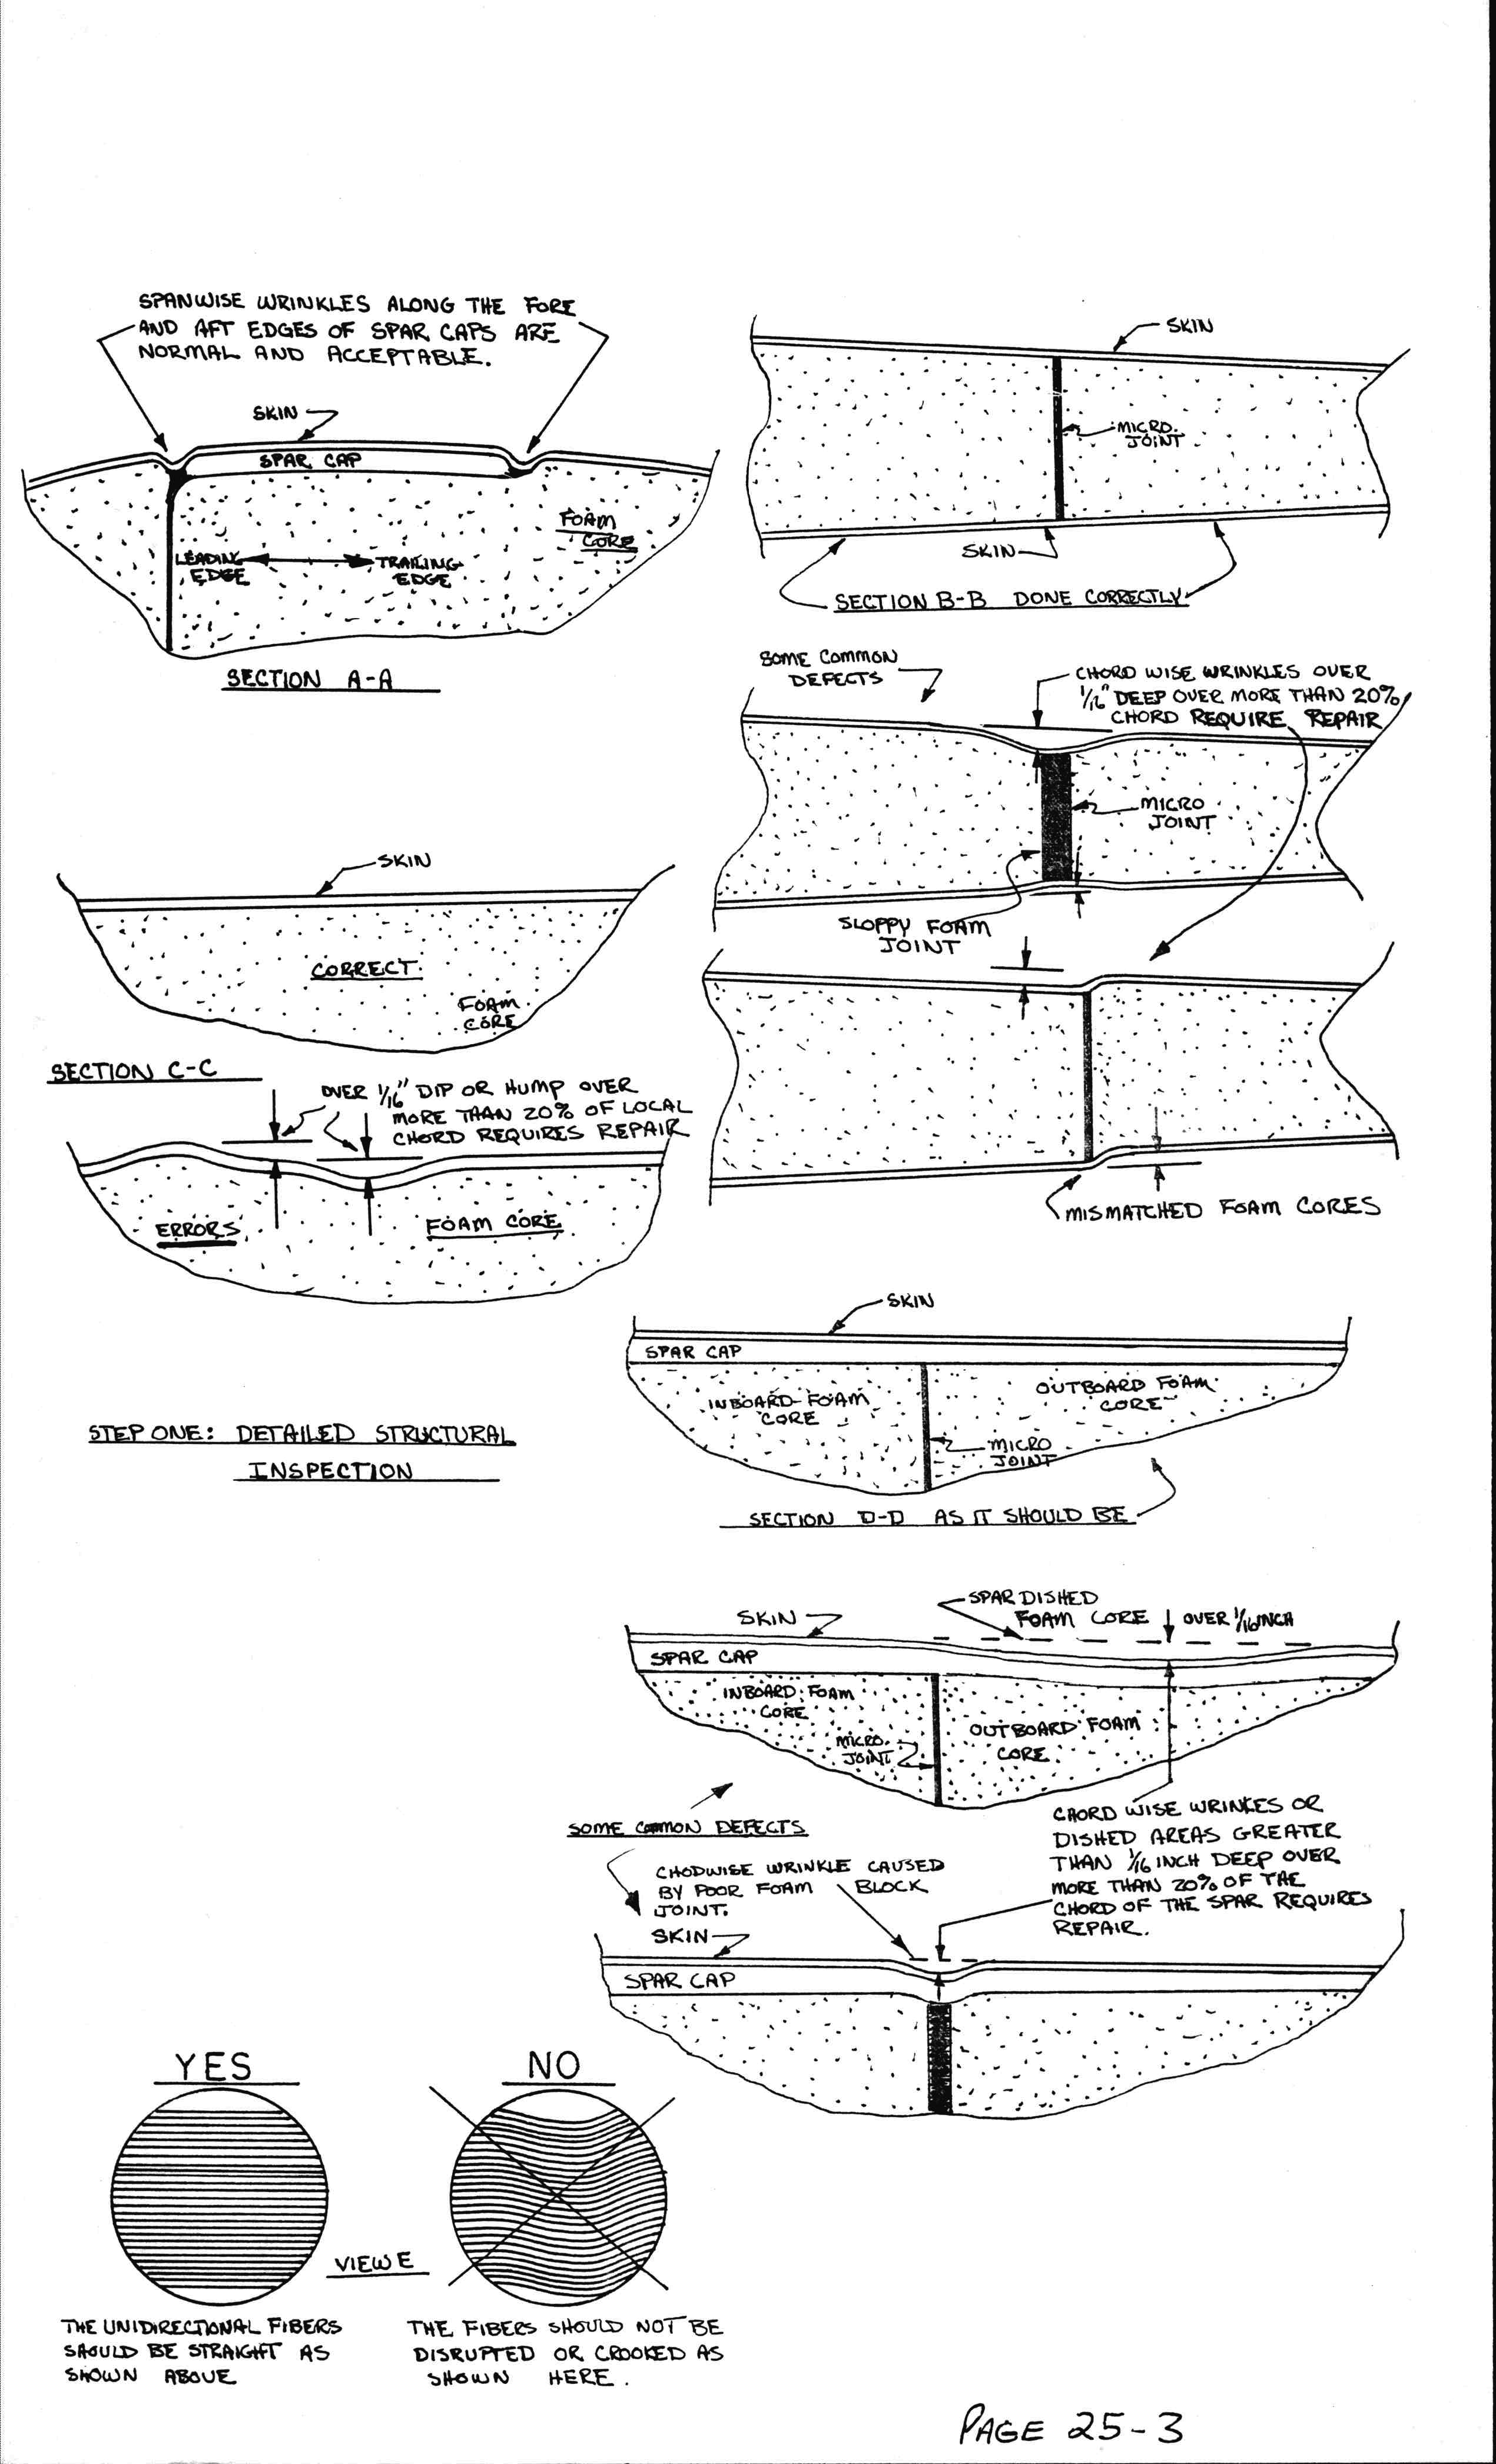 SPANWISE WRINKLES ALONG THE FORE
AND AFT EDGES OF SPAR CAPS ARE
NORMAL AND ACCEPTABLE.
SKIN
SPAR CAP
FOAM
CORE
LEADING
EDGE
TRAILING
EDGE
SECTION A-A
SKIN
MICRO
JOINT
SKIN
SECTION B-B DONE CORRECTLY
SOME COMMON
DEFECTS
CHORD WISE WRINKLES OVER
1/16" DEEP OVER MORE THAN 20%
CHORD REQUIRE REPAIR
MICRO
JOINT
SLOPPY FOAM
JOINT
MISMATCHED FOAM CORES
SKIN
CORRECT
FOAM
CORE
SECTION C-C
OVER 1/16" DIP OR HUMP OVER
MORE THAN 20% OF LOCAL
CHORD REQUIRES REPAIR
ERRORS
FOAM CORE
STEP ONE: DETAILED STRUCTURAL
INSPECTION
SKIN
SPAR CAP
INBOARD FOAM
CORE
OUTBOARD FOAM
CORE
MICRO
JOINT
SECTION D-D AS IT SHOULD BE
SKIN
SPAR DISHED
FOAM CORE
OVER 1/16 INCH
SPAR CAP
INBOARD FOAM
CORE
MICRO
JOINT
OUTBOARD FOAM
CORE
SOME COMMON DEFECTS
CHODWISE WRINKLE CAUSED
BY POOR FOAM BLOCK
JOINT.
CHORD WISE WRINKES OR
DISHED AREAS GREATER
THAN 1/16 INCH DEEP OVER
MORE THAN 20% OF THE
CHORD OF THE SPAR REQUIRES
REPAIR.
SKIN
SPAR CAP
YES
NO
VIEW E
THE UNIDIRECTIONAL FIBERS
SHOULD BE STRAIGHT AS
SHOWN ABOVE
THE FIBERS SHOULD NOT BE
DISRUPTED OR CROOKED AS
SHOWN HERE.
PAGE 25-3